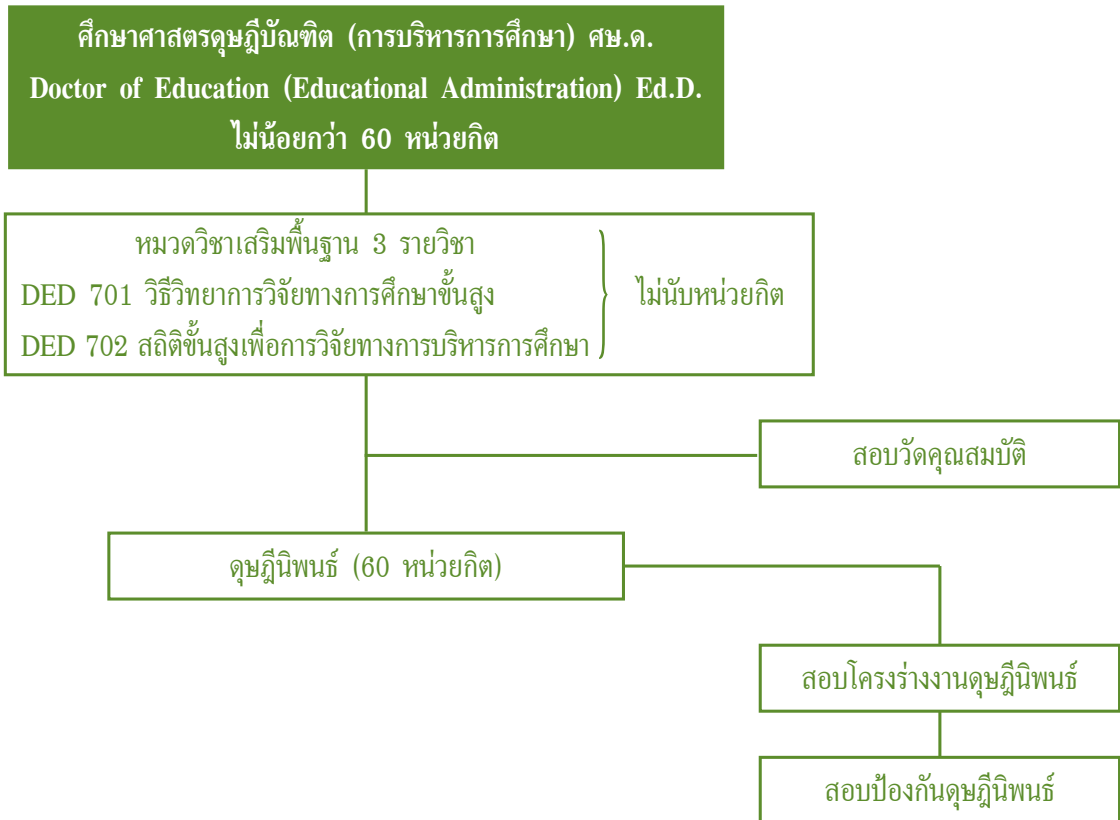 ศึกษาศาสตรดุษฎีบัณฑิต (การบริหารการศึกษา) ศษ.ด.
Doctor of Education (Educational Administration) Ed.D.
ไม่น้อยกว่า 60 หน่วยกิต
หมวดวิชาเสริมพื้นฐาน 3 รายวิชา
DED 701 วิธีวิทยาการวิจัยทางการศึกษาขั้นสูง
DED 702 สถิติขั้นสูงเพื่อการวิจัยทางการบริหารการศึกษา
ไม่นับหน่วยกิต
สอบวัดคุณสมบัติ
ดุษฎีนิพนธ์ (60 หน่วยกิต)
สอบโครงร่างงานดุษฎีนิพนธ์
สอบป้องกันดุษฎีนิพนธ์